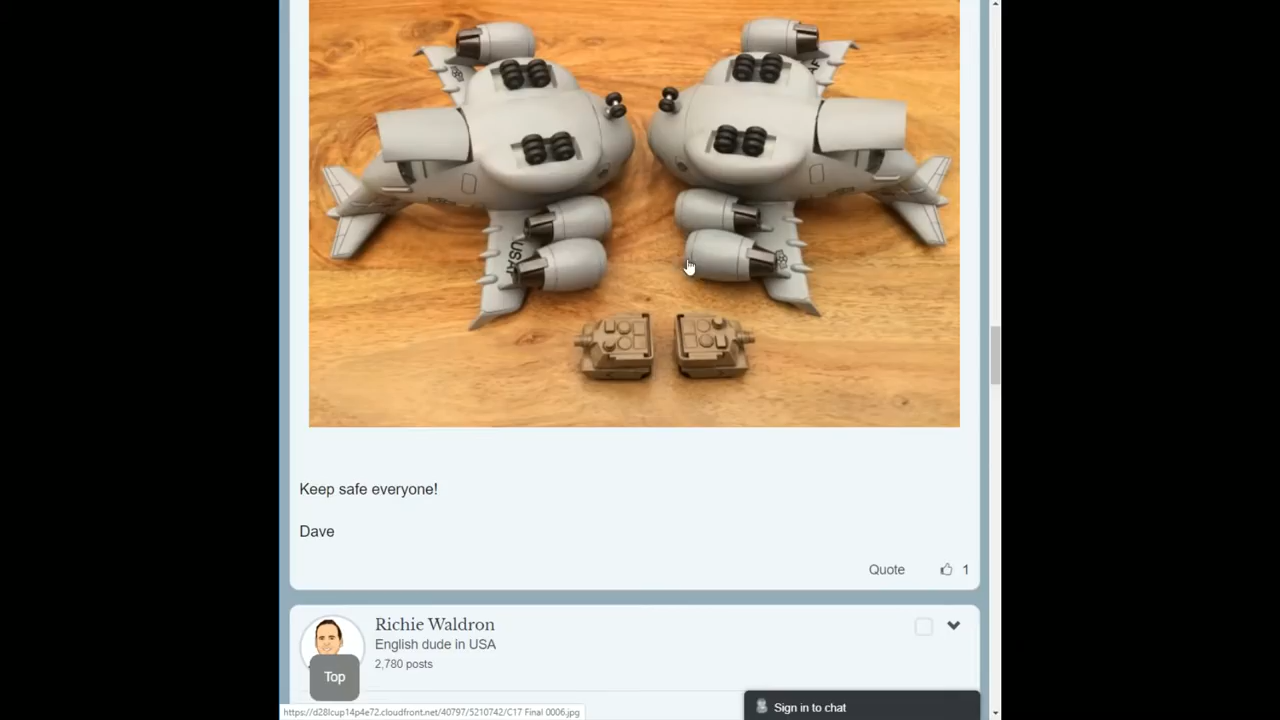 USAF
Keep safe everyone!
Dave
Quote
1
Richie Waldron
English dude in USA
2,780 posts
Top
Sign in to chat
https://d28lcup14p4e72.cloudfront.net/40797/5210742/C17 Final 0006.jpg